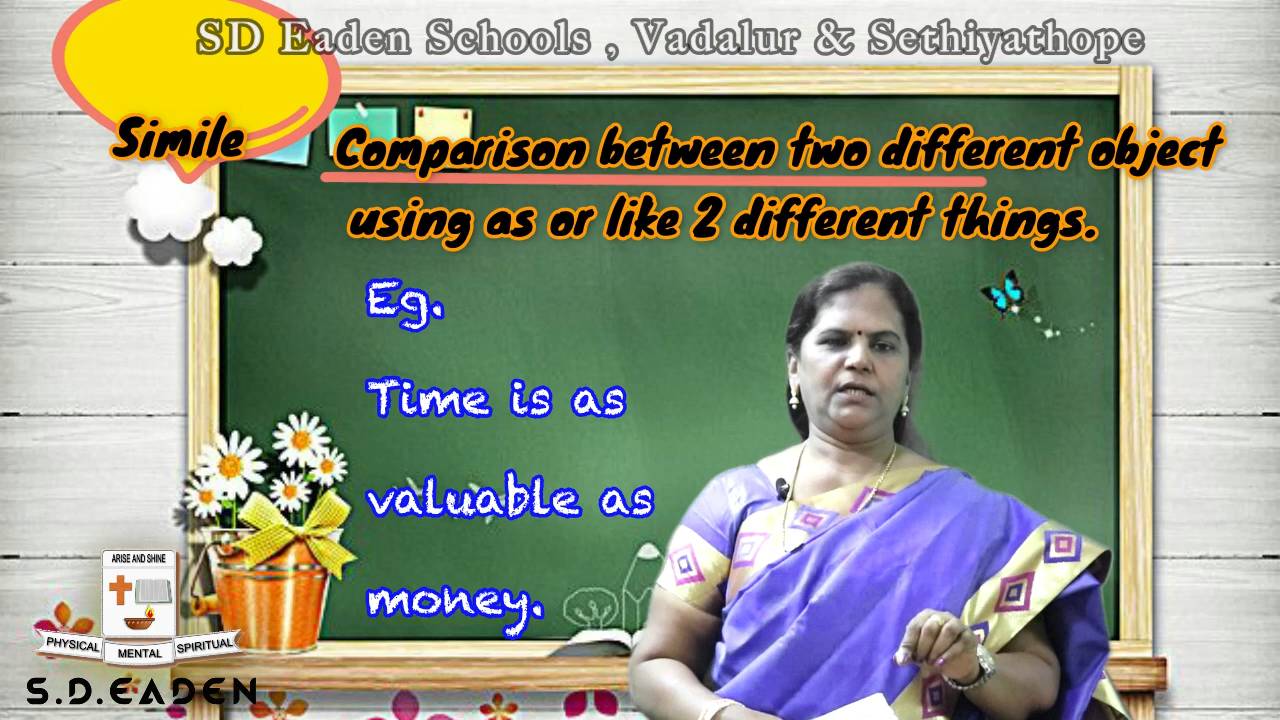 SD Eaden Schools , Vadalur & Sethiyathope
Simile
Comparison between two different object
using as or like 2 different things.
Eg.
Time is as
valuable as
money.
ARISE AND SHINE
PHYSICAL MENTAL SPIRITUAL
S.D.EADEN